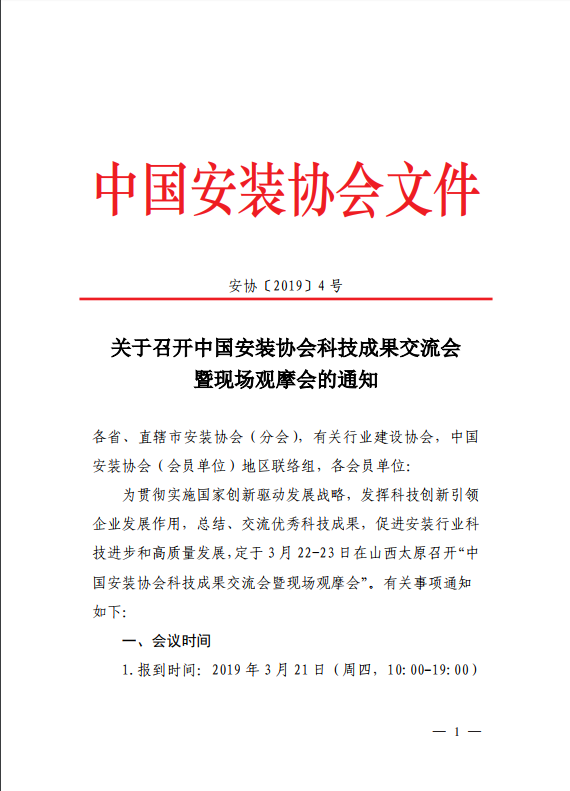 中国安装协会文件
安协〔2019〕4号
关于召开中国安装协会科技成果交流会
暨现场观摩会的通知
各省、直辖市安装协会（分会），有关行业建设协会，中国
安装协会（会员单位）地区联络组，各会员单位：
为贯彻实施国家创新驱动发展战略，发挥科技创新引领
企业发展作用，总结、交流优秀科技成果，促进安装行业科
技进步和高质量发展，定于3月22-23日在山西太原召开“中
国安装协会科技成果交流会暨现场观摩会”。有关事项通知
如下：
一、会议时间
1.报到时间：2019年3月21日（周四，10:00-19:00）
— 1 —